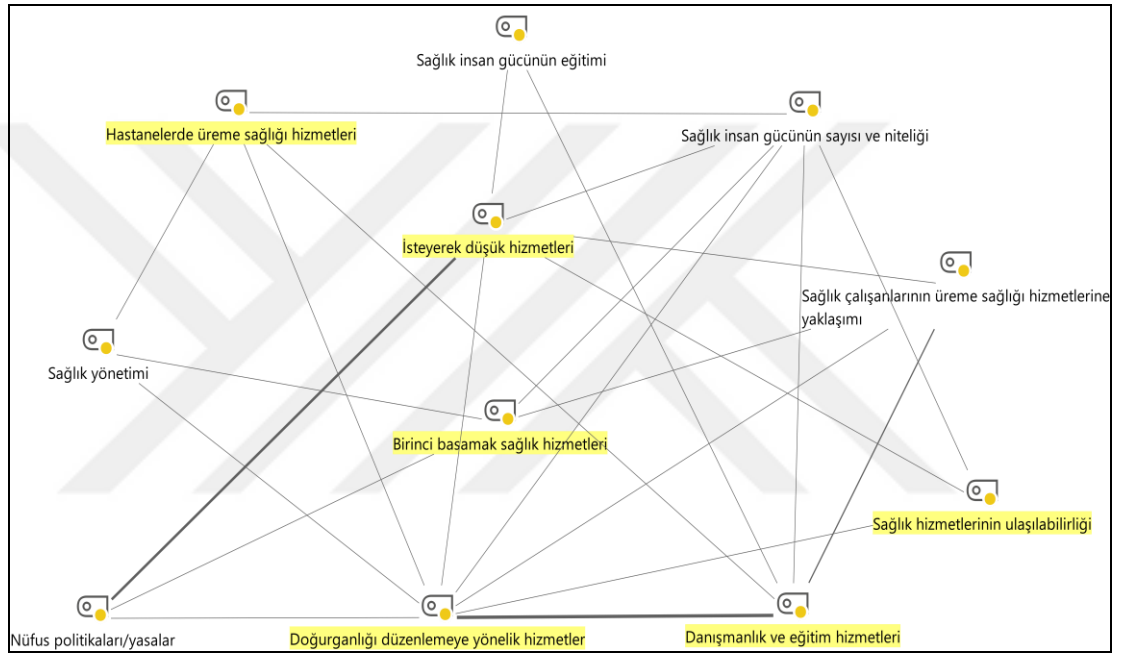 Sağlık insan gücünün eğitimi
Hastanelerde üreme sağlığı hizmetleri
Sağlık insan gücünün sayısı ve niteliği
İsteyerek düşük hizmetleri
Sağlık çalışanlarının üreme sağlığı hizmetlerine
yaklaşımı
Sağlık yönetimi
Birinci basamak sağlık hizmetleri
Sağlık hizmetlerinin ulaşılabilirliği
Nüfus politikaları/yasalar
Doğurganlığı düzenlemeye yönelik hizmetler
Danışmanlık ve eğitim hizmetleri